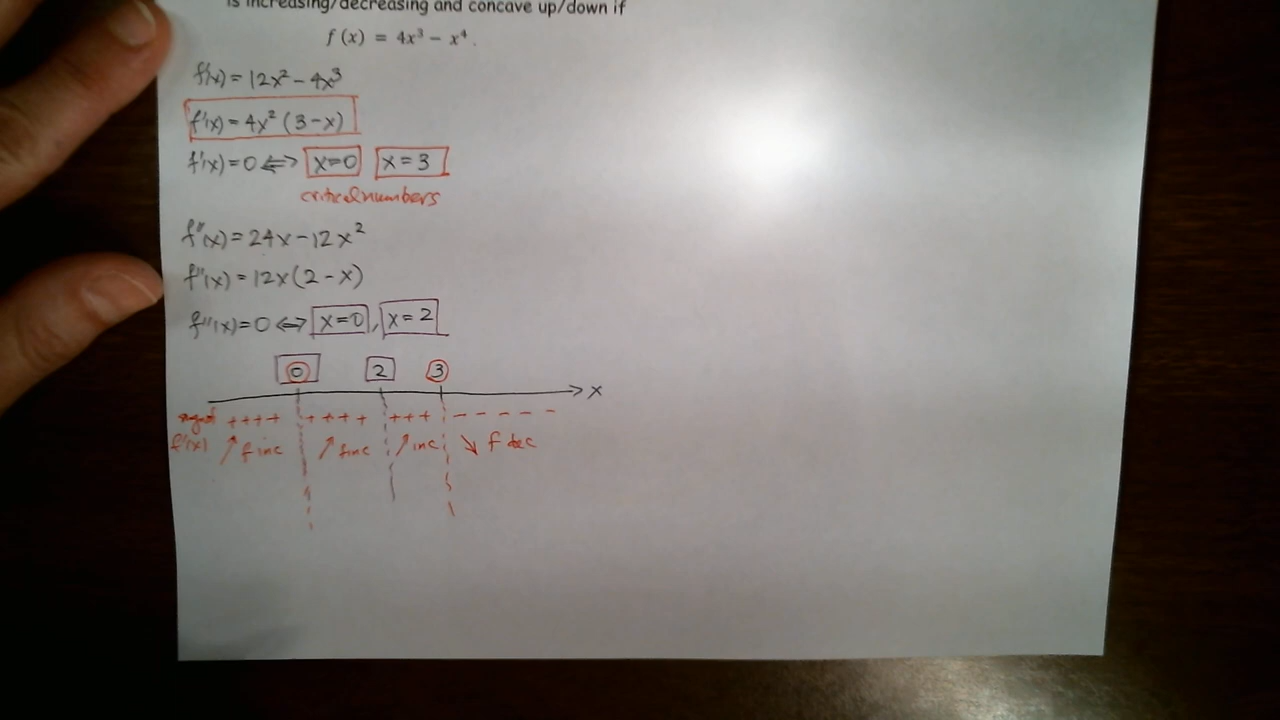 is increasing/decreasing and concave up/down if
f (x) = 4x³ − x⁴.
f'(x) = 12x² − 4x³
f'(x) = 4x² (3−x)
f'(x) = 0 ⟺ x=0 x=3
critical numbers
f''(x) = 24x − 12x²
f''(x) = 12x(2−x)
f''(x) = 0 ⟺ x=0, x=2
0 2 3
x
++++ ++++ +++ − − − − −
f'(x) ↗ f inc ↗ f inc ↗ inc ↘ f dec